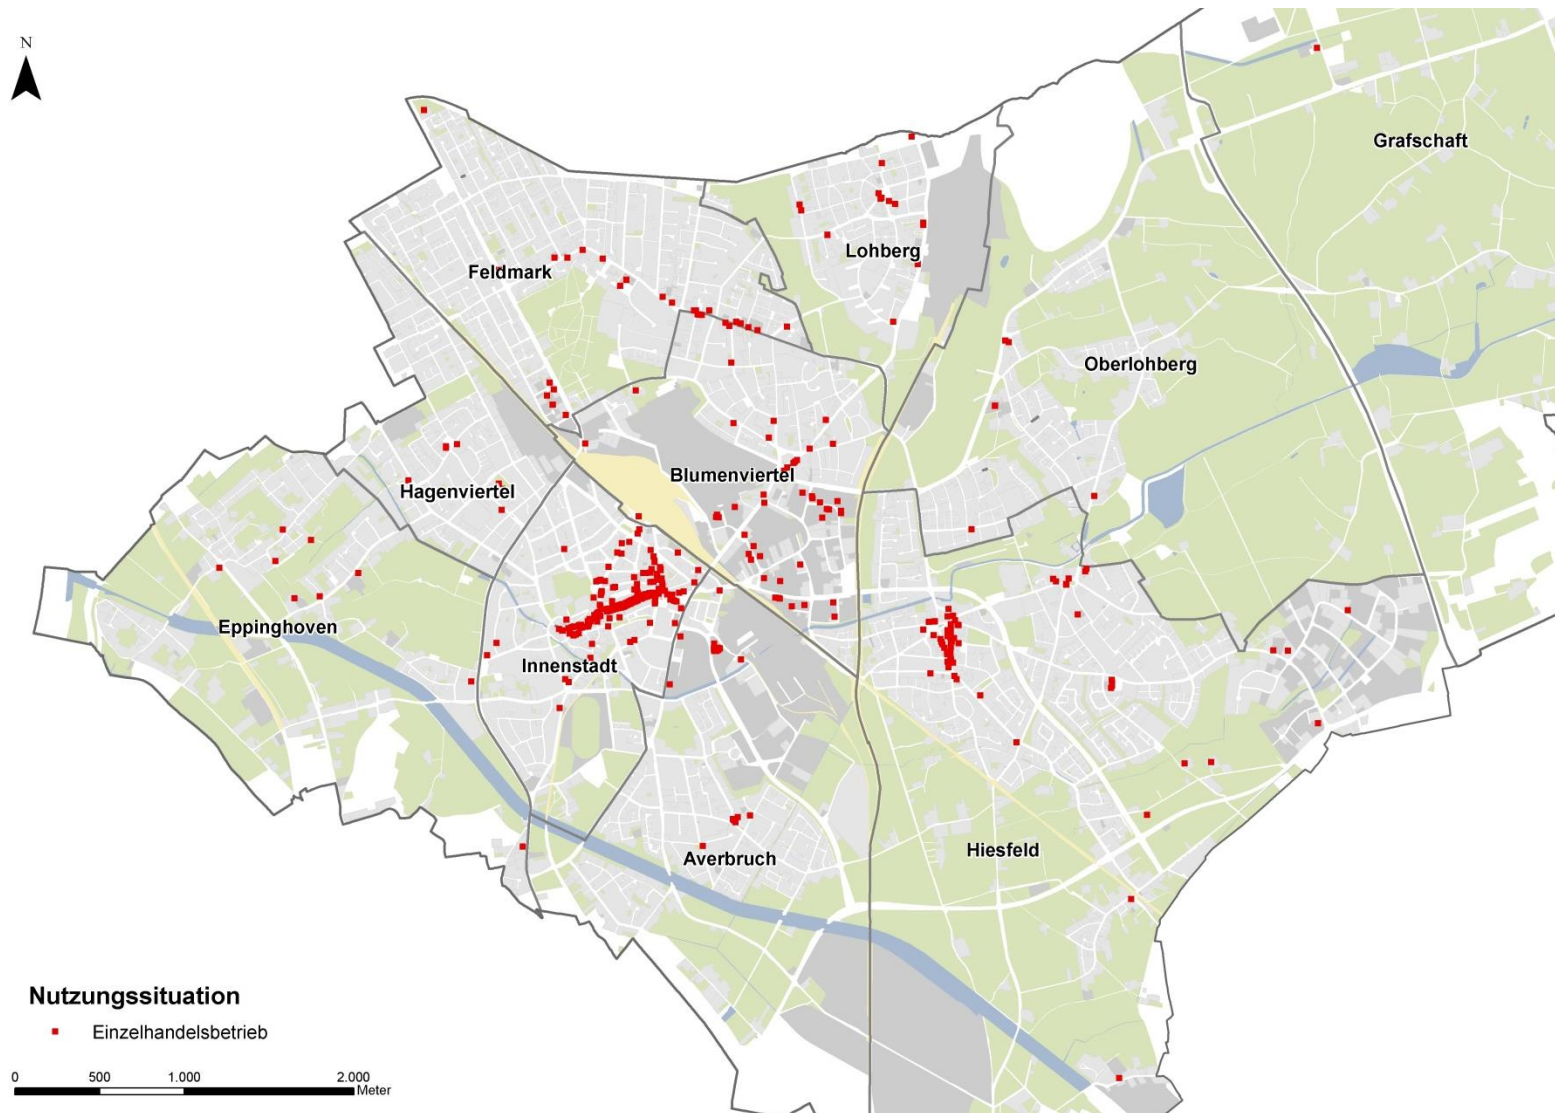 N
Grafschaft
Lohberg
Feldmark
Oberlohberg
Blumenviertel
Hagenviertel
Eppinghoven
Innenstadt
Averbruch
Hiesfeld
Nutzungssituation
Einzelhandelsbetrieb
0 500 1.000 2.000
Meter